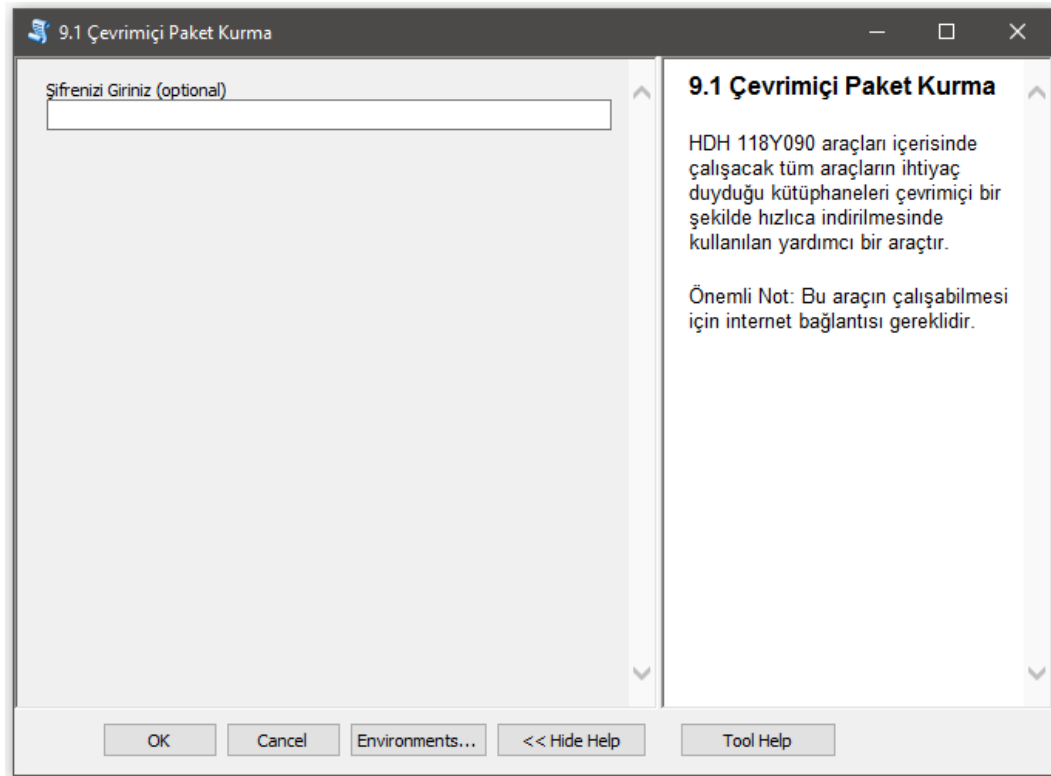 9.1 Çevrimiçi Paket Kurma
Şifrenizi Giriniz (optional)
9.1 Çevrimiçi Paket Kurma
HDH 118Y090 araçları içerisinde
çalışacak tüm araçların ihtiyaç
duyduğu kütüphaneleri çevrimiçi bir
şekilde hızlıca indirilmesinde
kullanılan yardımcı bir araçtır.
Önemli Not: Bu araçın çalışabilmesi
için internet bağlantısı gereklidir.
OK
Cancel
Environments...
<< Hide Help
Tool Help